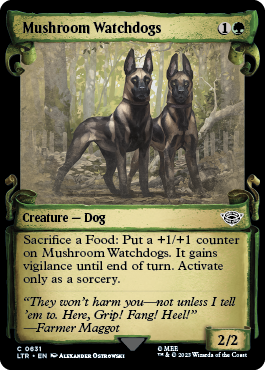 Mushroom Watchdogs 1
Creature — Dog
Sacrifice a Food: Put a +1/+1 counter
on Mushroom Watchdogs. It gains
vigilance until end of turn. Activate
only as a sorcery.
“They won’t harm you—not unless I tell
’em to. Here, Grip! Fang! Heel!”
—Farmer Maggot
2/2
C 0631
LTR • EN ALEXANDER OSTROWSKI
© MEE
™ & © 2023 Wizards of the Coast